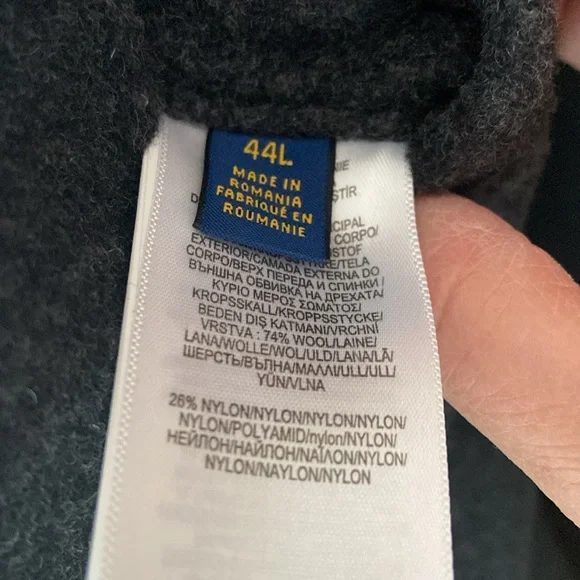 44L
MADE IN
ROMANIA
FABRIQUÉ EN
ROUMANIE
CORPO/
EXTERIOR/CAMADA EXTERNA DO
CORPO/ВЕРХ ПЕРЕДА И СПИНКИ/
ВЪНШНА ОБВИВКА НА ДРЕХАТА/
ΚΥΡΙΟ ΜΕΡΟΣ ΣΩΜΑΤΟΣ/
KROPSSKALL/KROPPSSTYCKE/
BEDEN DIŞ KATMANI/VRCHNÍ
VRSTVA : 74% WOOL/LAINE/
LANA/WOLLE/WOL/ULD/LANA/LÃ/
ШЕРСТЬ/ВЪЛНА/ΜΑΛΛΙ/ULL/ULL/
YÜN/VLNA
26% NYLON/NYLON/NYLON/NYLON/
NYLON/POLYAMID/nylon/NYLON/
НЕЙЛОН/НАЙЛОН/ΝΑΪΛΟΝ/NYLON/
NYLON/NAYLON/NYLON